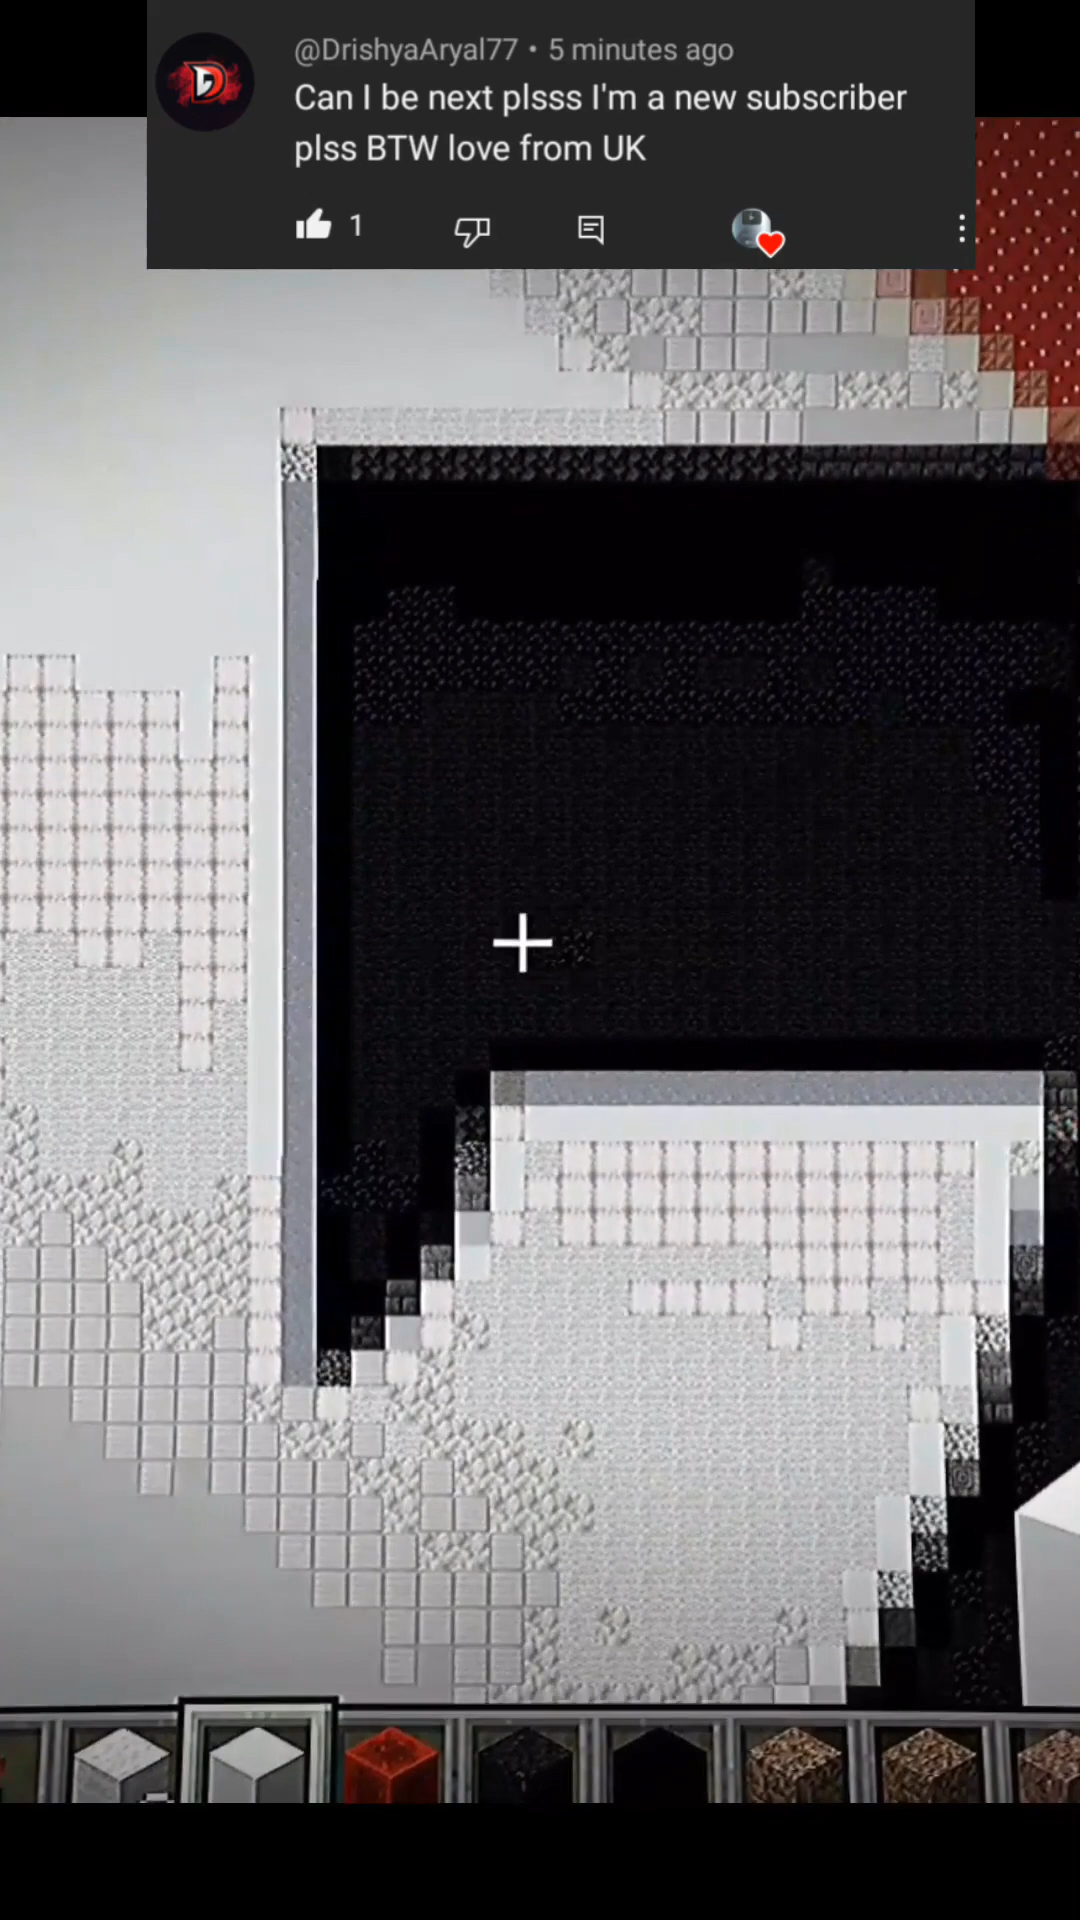 @DrishyaAryal77 • 5 minutes ago
Can I be next plsss I'm a new subscriber
plss BTW love from UK
1